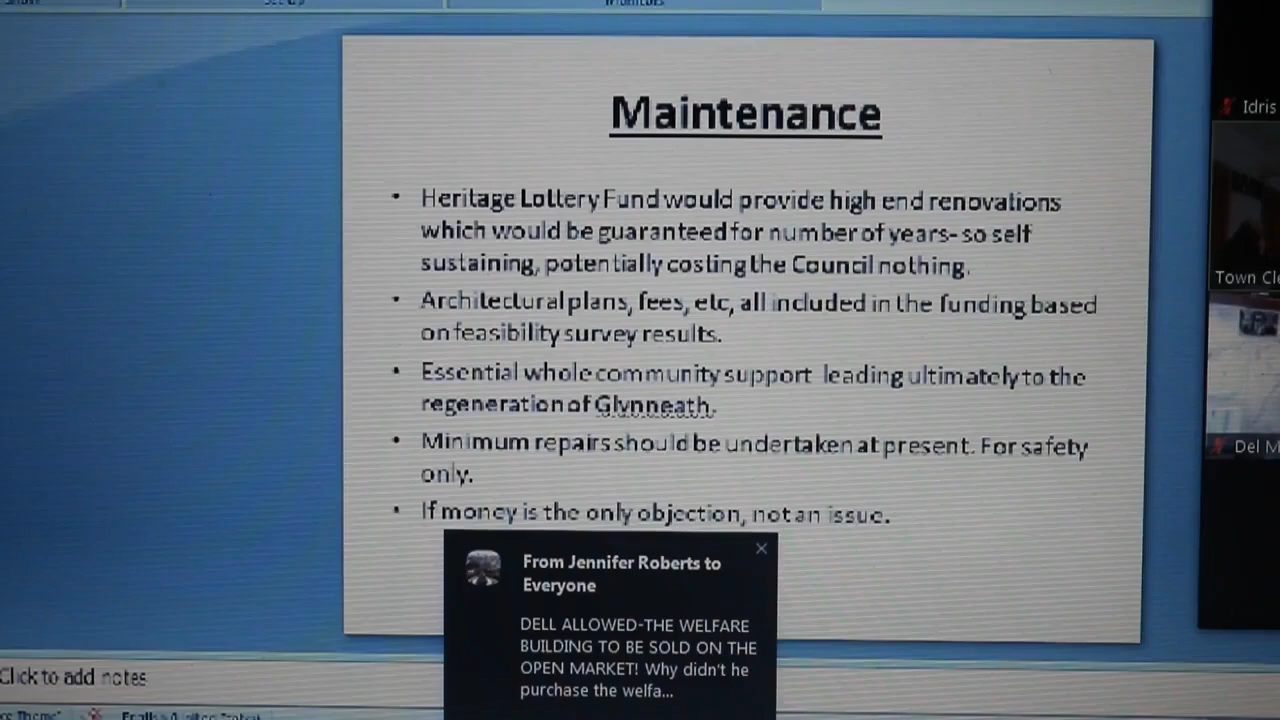 Maintenance
Idris
• Heritage Lottery Fund would provide high end renovations
which would be guaranteed for number of years- so self
sustaining, potentially costing the Council nothing.
Town Cle
• Architectural plans, fees, etc, all included in the funding based
on feasibility survey results.
• Essential whole community support leading ultimately to the
regeneration of Glynneath.
• Minimum repairs should be undertaken at present. For safety
only.
Del M
• If money is the only objection, not an issue.
From Jennifer Roberts to
Everyone
DELL ALLOWED-THE WELFARE
BUILDING TO BE SOLD ON THE
OPEN MARKET! Why didn't he
purchase the welfa...
Click to add notes